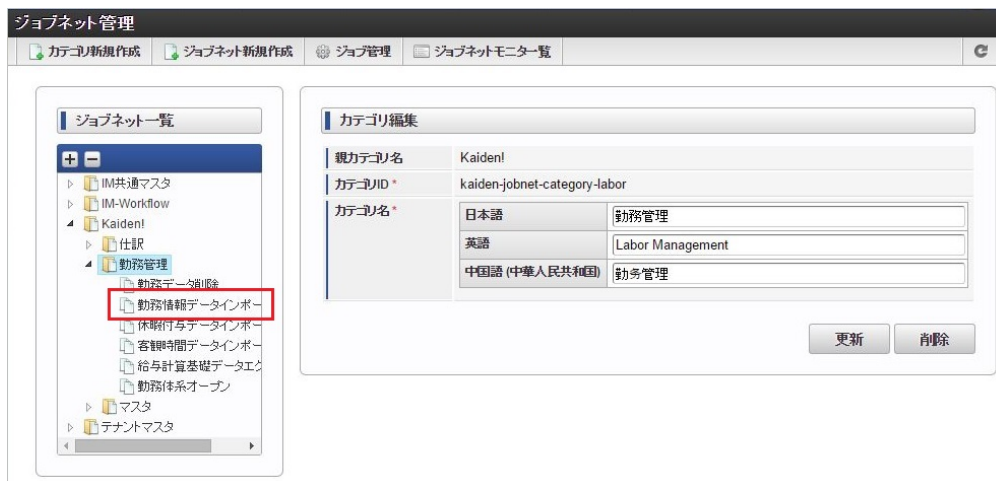 ジョブネット管理
カテゴリ新規作成 ジョブネット新規作成 ジョブ管理 ジョブネットモニタ一覧
ジョブネット一覧
IM共通マスタ
IM-Workflow
Kaiden!
仕訳
勤務管理
勤務データ削除
勤務情報データインポー
休暇付与データインポー
客観時間データインポー
給与計算基礎データエク
勤務体系オープン
マスタ
テナントマスタ
カテゴリ編集
親カテゴリ名 Kaiden!
カテゴリID * kaiden-jobnet-category-labor
カテゴリ名 *
日本語 勤務管理
英語 Labor Management
中国語 (中華人民共和国) 勤务管理
更新 削除